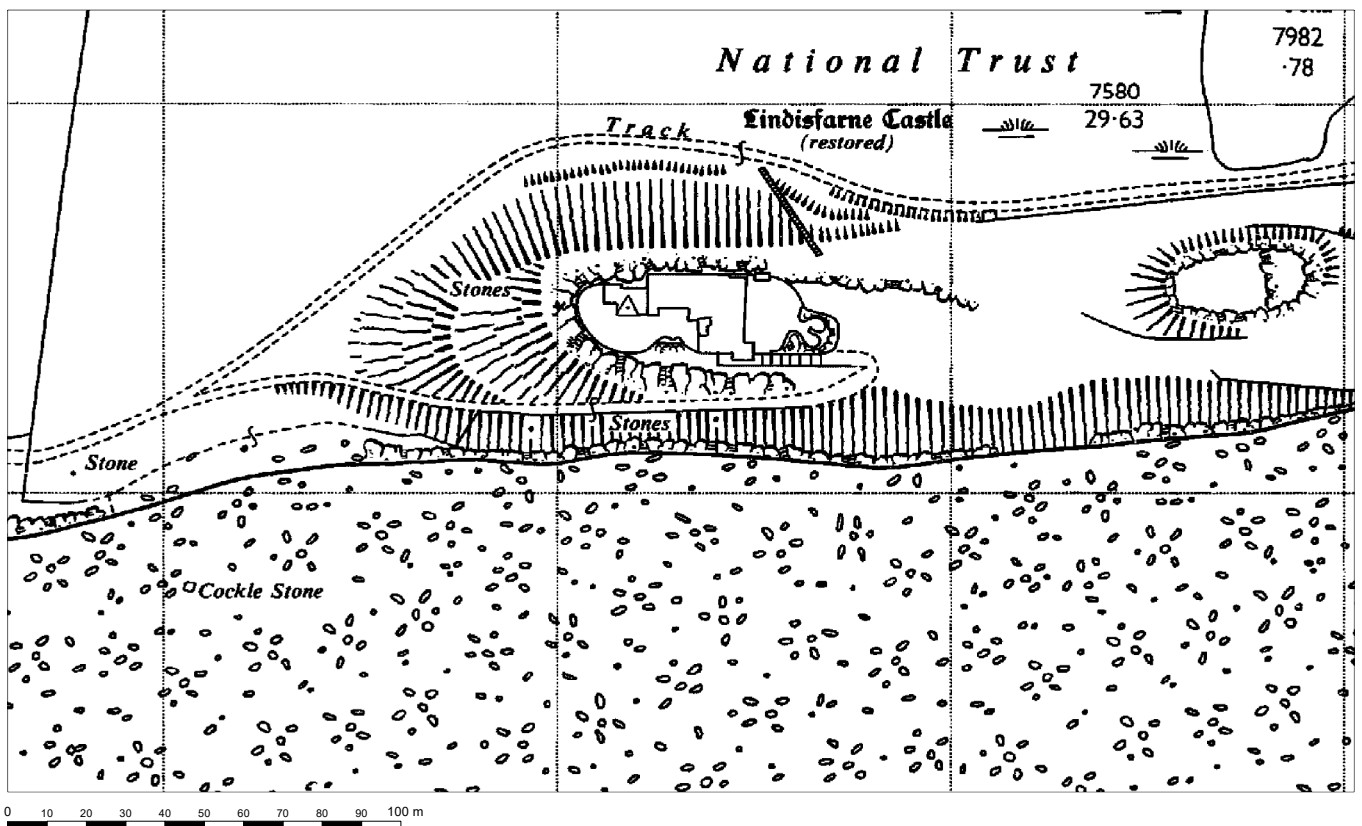 7982
·78
National Trust
7580
29·63
Lindisfarne Castle
(restored)
Track
Stones
Stones
Stone
Cockle Stone
0 10 20 30 40 50 60 70 80 90 100 m